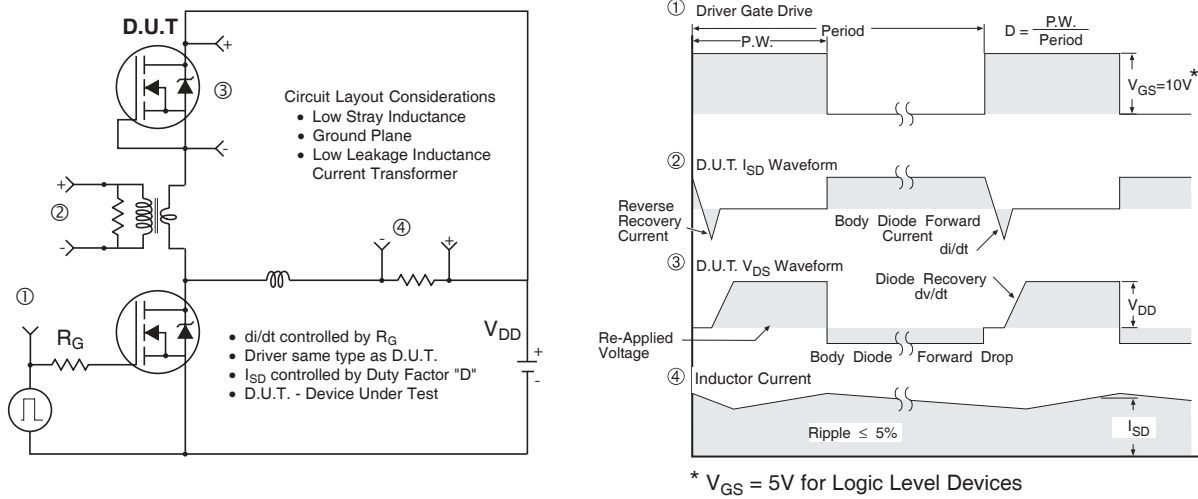 D.U.T
+
③
-
Circuit Layout Considerations
• Low Stray Inductance
• Ground Plane
• Low Leakage Inductance
Current Transformer
+
②
-
④
- +
①
R_G
V_DD
+
-
• di/dt controlled by R_G
• Driver same type as D.U.T.
• I_SD controlled by Duty Factor "D"
• D.U.T. - Device Under Test
① Driver Gate Drive
P.W.
Period
D = P.W. / Period
V_GS=10V*
② D.U.T. I_SD Waveform
Reverse
Recovery
Current
Body Diode Forward
Current
di/dt
③ D.U.T. V_DS Waveform
Diode Recovery
dv/dt
V_DD
Re-Applied
Voltage
Body Diode Forward Drop
④ Inductor Current
Ripple ≤ 5%
I_SD
* V_GS = 5V for Logic Level Devices